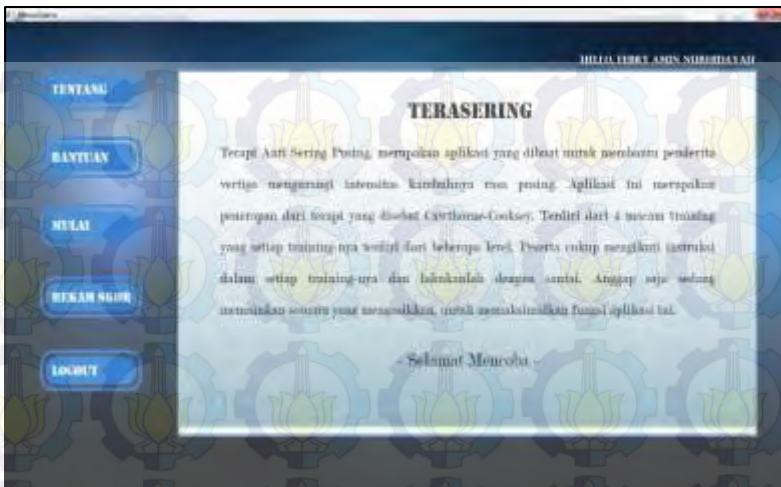 HELLO, FEBRY AMIN NURHIDAYAH
TENTANG
BANTUAN
MULAI
REKAM SKOR
LOGOUT
TERASERING
Terapi Anti Sering Pusing, merupakan aplikasi yang dibuat untuk membantu penderita
vertigo mengurangi intensitas kambuhnya rasa pusing. Aplikasi ini merupakan
penerapan dari terapi yang disebut Cawthorne-Cooksey. Terdiri dari 4 macam training
yang setiap training-nya terdiri dari beberapa level. Peserta cukup mengikuti instruksi
dalam setiap training-nya dan lakukanlah dengan santai. Anggap saja sedang
memainkan sesuatu yang mengasikkan, untuk memaksimalkan fungsi aplikasi ini.
- Selamat Mencoba -